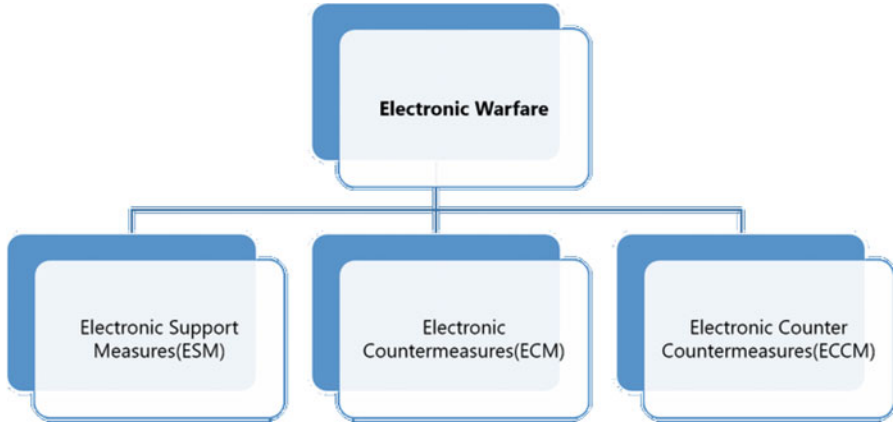 Electronic Warfare
Electronic Support
Measures(ESM)
Electronic
Countermeasures(ECM)
Electronic Counter
Countermeasures(ECCM)